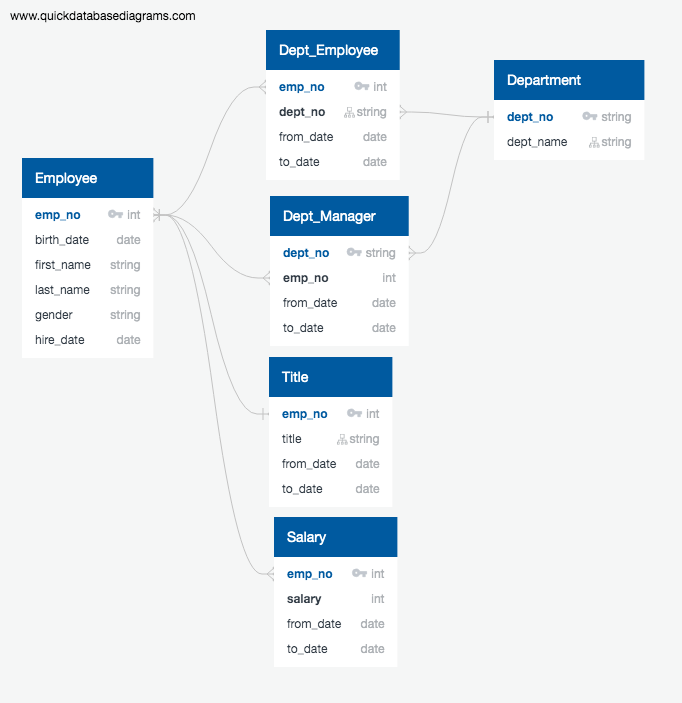 www.quickdatabasediagrams.com
Employee
emp_no int
birth_date date
first_name string
last_name string
gender string
hire_date date
Dept_Employee
emp_no int
dept_no string
from_date date
to_date date
Dept_Manager
dept_no string
emp_no int
from_date date
to_date date
Title
emp_no int
title string
from_date date
to_date date
Salary
emp_no int
salary int
from_date date
to_date date
Department
dept_no string
dept_name string